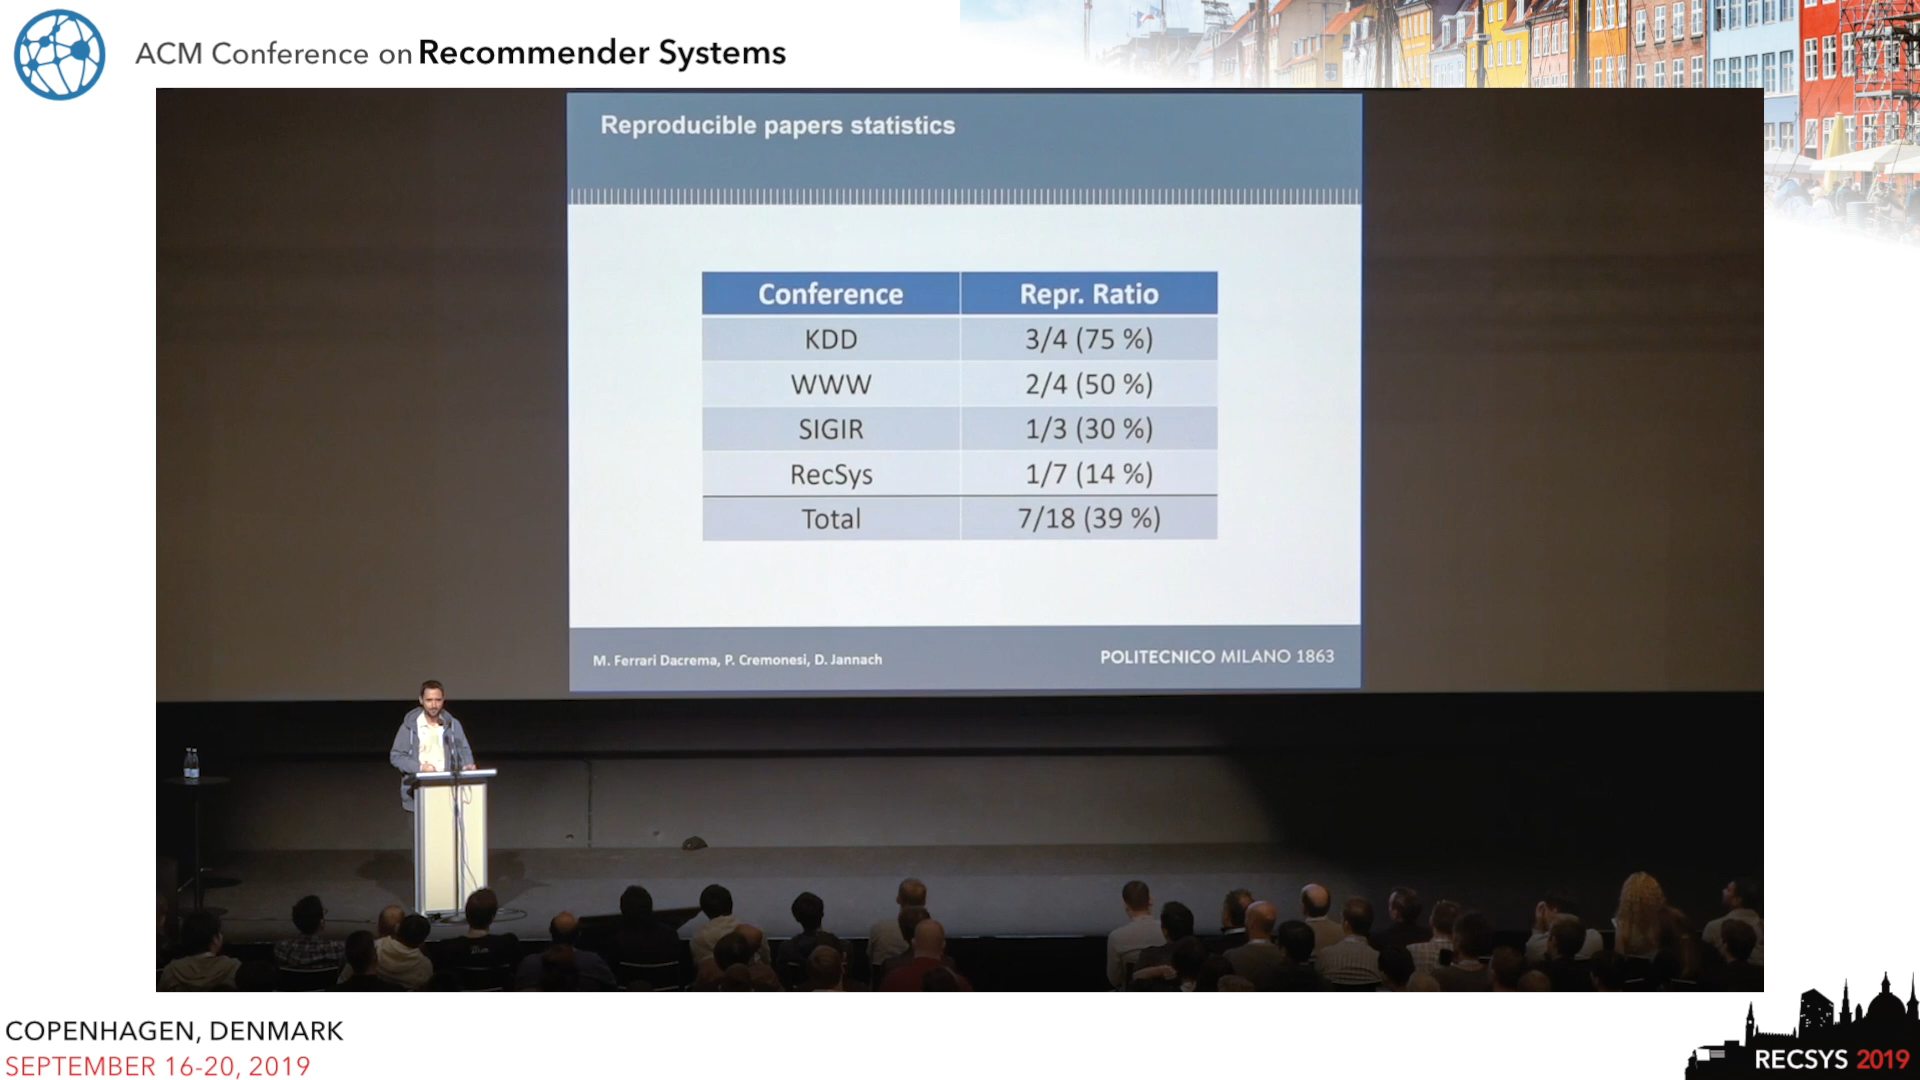 ACM Conference on Recommender Systems
Reproducible papers statistics
Conference Repr. Ratio
KDD 3/4 (75 %)
WWW 2/4 (50 %)
SIGIR 1/3 (30 %)
RecSys 1/7 (14 %)
Total 7/18 (39 %)
M. Ferrari Dacrema, P. Cremonesi, D. Jannach
POLITECNICO MILANO 1863
COPENHAGEN, DENMARK
SEPTEMBER 16-20, 2019
RECSYS 2019